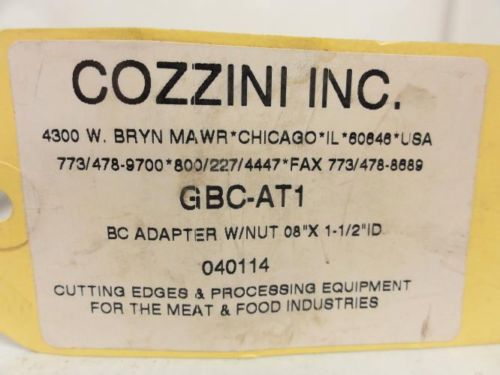 COZZINI INC.
4300 W. BRYN MAWR*CHICAGO*IL*60646*USA
773/478-9700*800/227/4447*FAX 773/478-8689
GBC-AT1
BC ADAPTER W/NUT 08"X 1-1/2"ID
040114
CUTTING EDGES & PROCESSING EQUIPMENT
FOR THE MEAT & FOOD INDUSTRIES